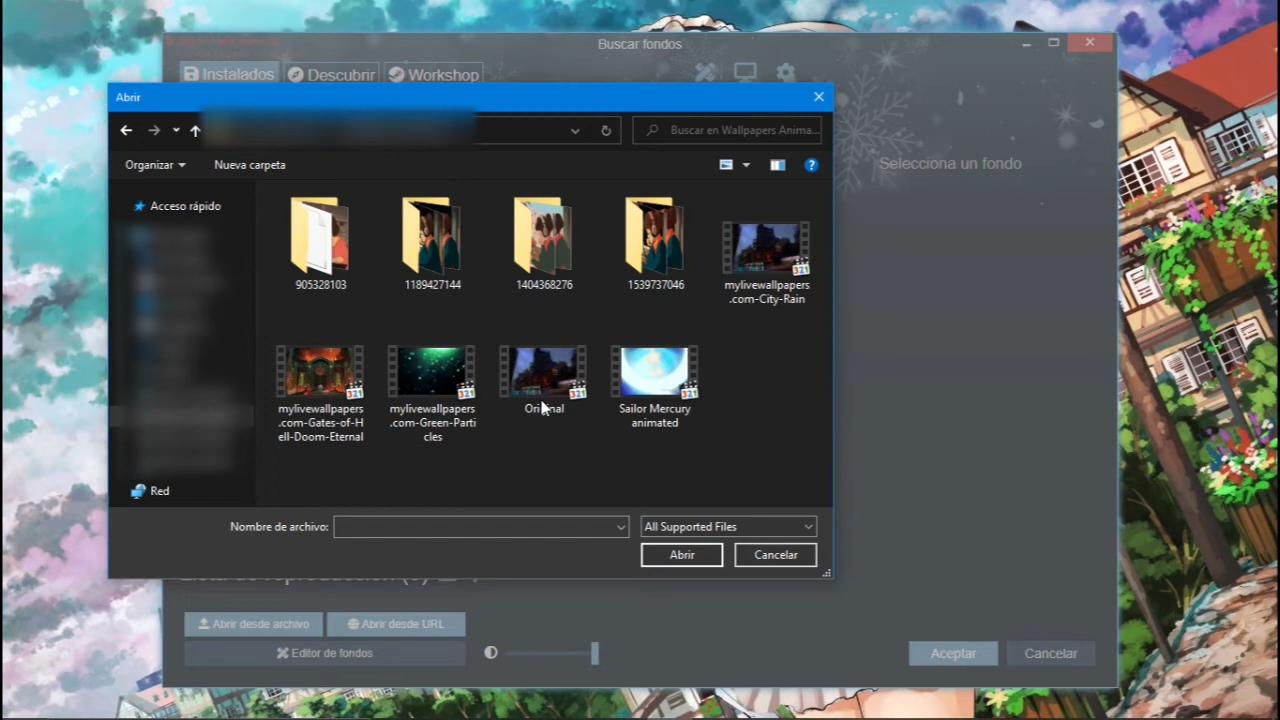 Buscar fondos
Instalados
Descubrir
Workshop
Abrir
Buscar en Wallpapers Anima...
Selecciona un fondo
Organizar
Nueva carpeta
Acceso rápido
905328103
1189427144
1404368276
1539737046
mylivewallpapers
.com-City-Rain
mylivewallpapers
.com-Gates-of-H
ell-Doom-Eternal
mylivewallpapers
.com-Green-Parti
cles
Original
Sailor Mercury
animated
Red
Nombre de archivo:
All Supported Files
Abrir
Cancelar
Abrir desde archivo
Abrir desde URL
Editor de fondos
Aceptar
Cancelar